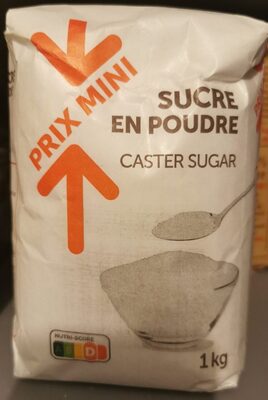 PRIX MINI
SUCRE
EN POUDRE
CASTER SUGAR
NUTRI-SCORE
D
1kg